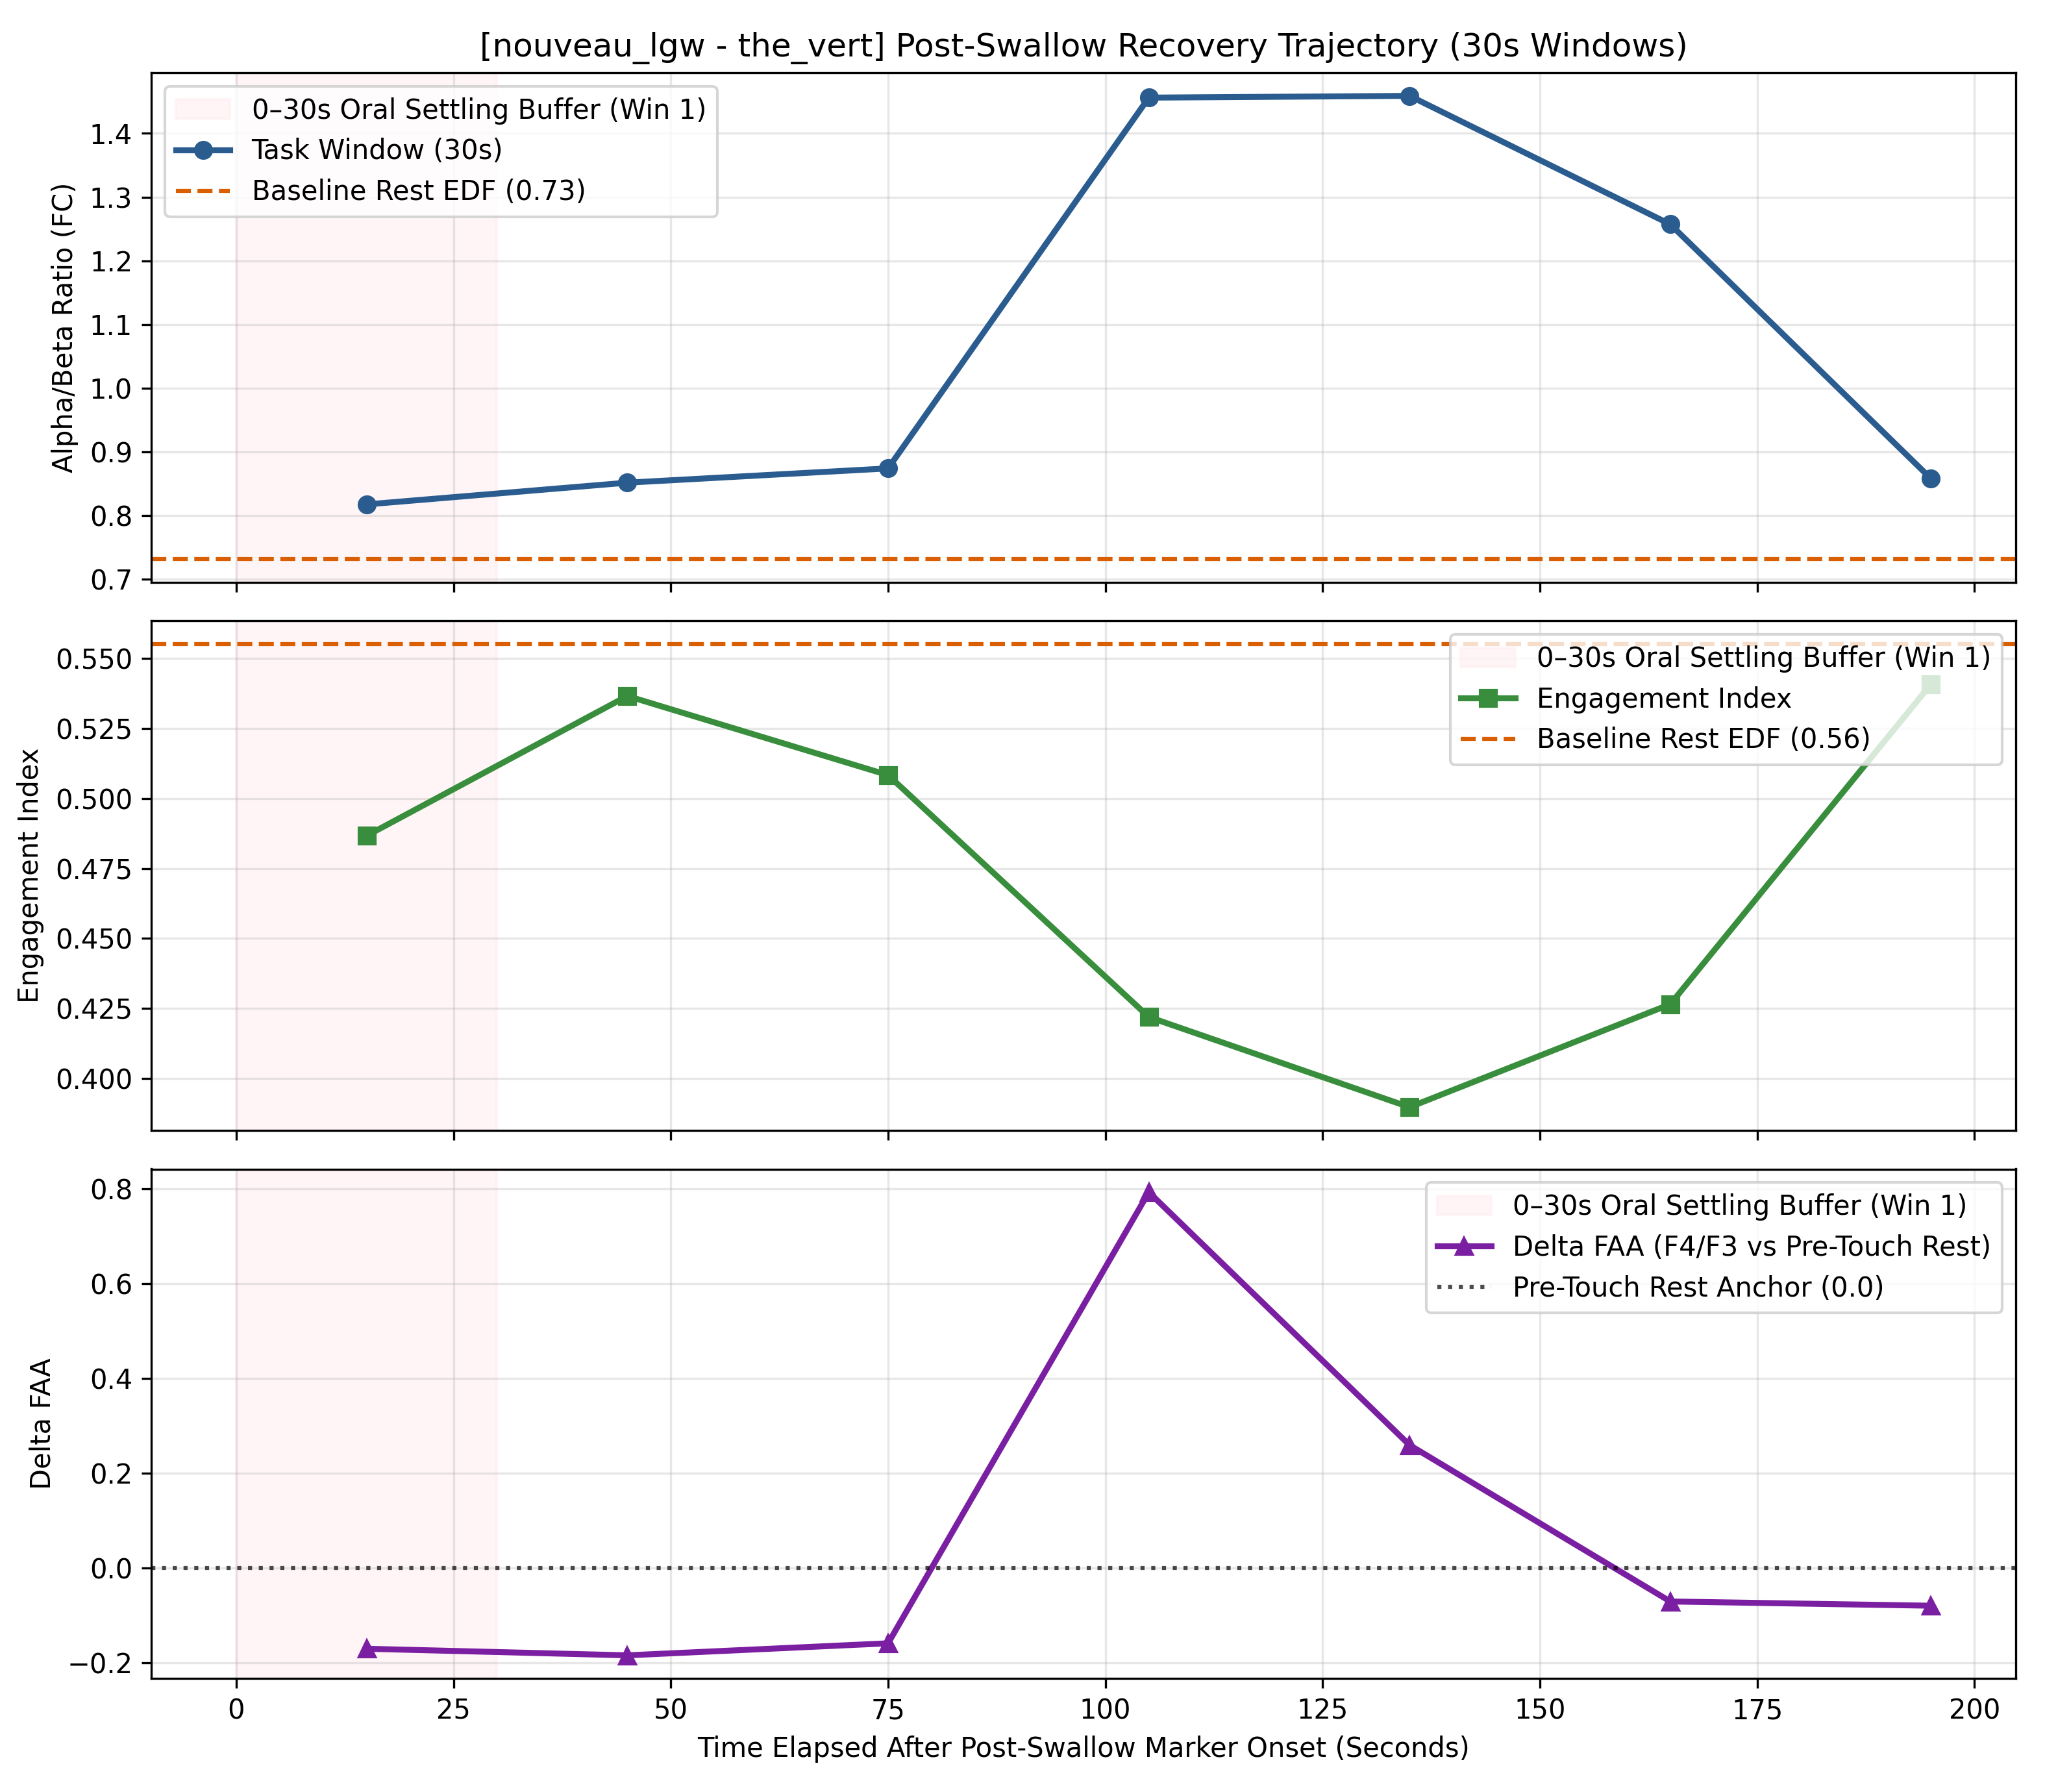 [nouveau_lgw - the_vert] Post-Swallow Recovery Trajectory (30s Windows)
Alpha/Beta Ratio (FC)
1.4
1.3
1.2
1.1
1.0
0.9
0.8
0.7
0–30s Oral Settling Buffer (Win 1)
Task Window (30s)
Baseline Rest EDF (0.73)
Engagement Index
0.550
0.525
0.500
0.475
0.450
0.425
0.400
0–30s Oral Settling Buffer (Win 1)
Engagement Index
Baseline Rest EDF (0.56)
Delta FAA
0.8
0.6
0.4
0.2
0.0
−0.2
0–30s Oral Settling Buffer (Win 1)
Delta FAA (F4/F3 vs Pre-Touch Rest)
Pre-Touch Rest Anchor (0.0)
0 25 50 75 100 125 150 175 200
Time Elapsed After Post-Swallow Marker Onset (Seconds)